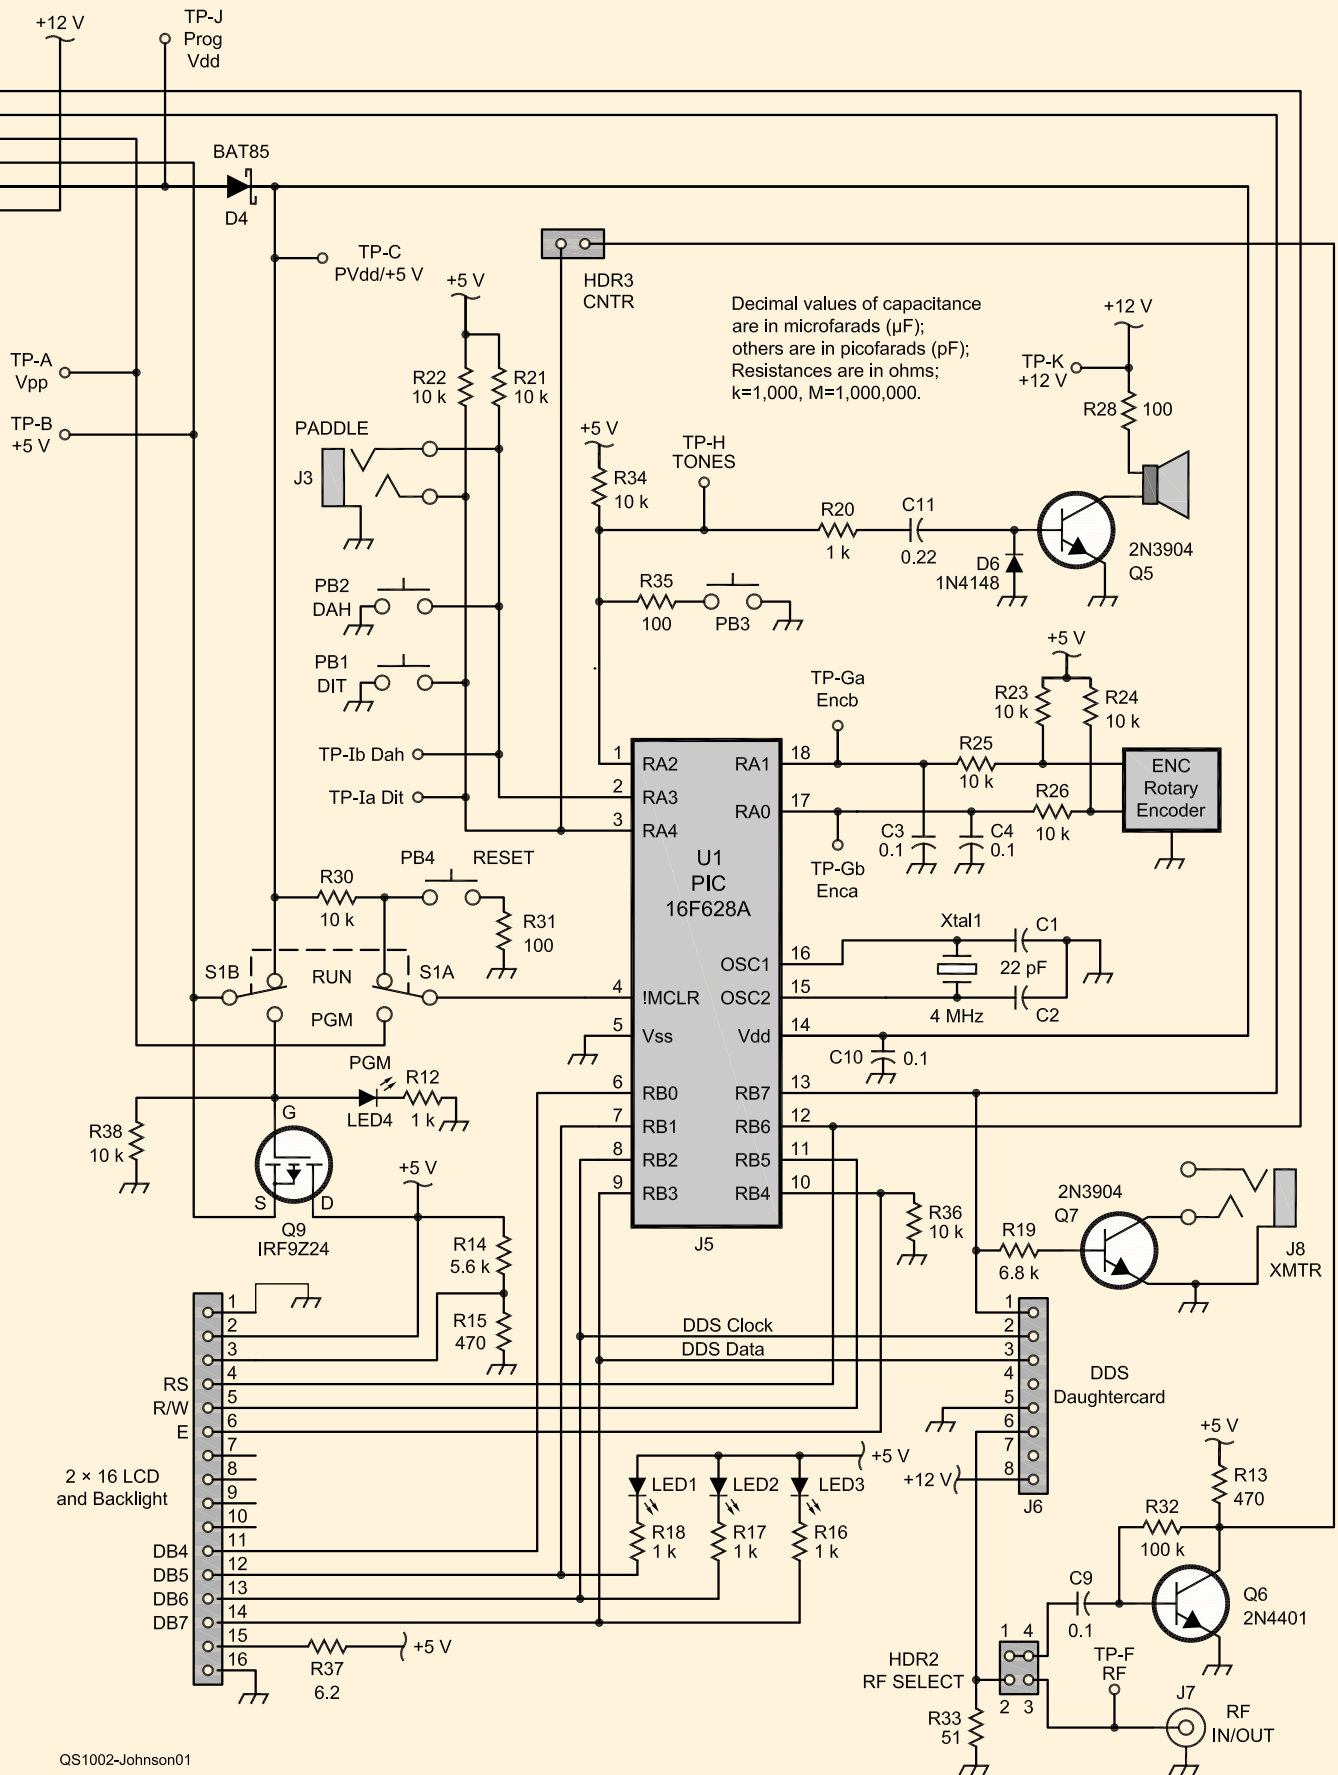 +12 V
TP-J
Prog
Vdd
BAT85
D4
TP-C
PVdd/+5 V
+5 V
HDR3
CNTR
Decimal values of capacitance
are in microfarads (µF);
others are in picofarads (pF);
Resistances are in ohms;
k=1,000, M=1,000,000.
+12 V
TP-K
+12 V
R28
100
TP-A
Vpp
TP-B
+5 V
R22
10 k
R21
10 k
PADDLE
J3
+5 V
R34
10 k
TP-H
TONES
R20
1 k
C11
0.22
D6
1N4148
2N3904
Q5
PB2
DAH
R35
100
PB3
PB1
DIT
+5 V
TP-Ga
Encb
R23
10 k
R24
10 k
TP-Ib Dah
TP-Ia Dit
1
RA2
2
RA3
3
RA4
RA1
18
RA0
17
R25
10 k
R26
10 k
ENC
Rotary
Encoder
C3
0.1
C4
0.1
TP-Gb
Enca
U1
PIC
16F628A
PB4
RESET
R30
10 k
R31
100
Xtal1
C1
22 pF
C2
4 MHz
OSC1
16
OSC2
15
S1B
RUN
S1A
PGM
4
!MCLR
5
Vss
Vdd
14
C10
0.1
PGM
LED4
R12
1 k
6
RB0
7
RB1
8
RB2
9
RB3
RB7
13
RB6
12
RB5
11
RB4
10
J5
R38
10 k
G
S
D
Q9
IRF9Z24
+5 V
R14
5.6 k
R15
470
R36
10 k
2N3904
Q7
R19
6.8 k
J8
XMTR
1
2
3
4
5
6
7
8
9
10
11
12
13
14
15
16
RS
R/W
E
2 × 16 LCD
and Backlight
DB4
DB5
DB6
DB7
DDS Clock
DDS Data
1
2
3
4
5
6
7
8
DDS
Daughtercard
+12 V
J6
+5 V
LED1
LED2
LED3
R18
1 k
R17
1 k
R16
1 k
+5 V
R13
470
R32
100 k
C9
0.1
Q6
2N4401
R37
6.2
+5 V
HDR2
RF SELECT
1 4
2 3
TP-F
RF
R33
51
J7
RF
IN/OUT
QS1002-Johnson01